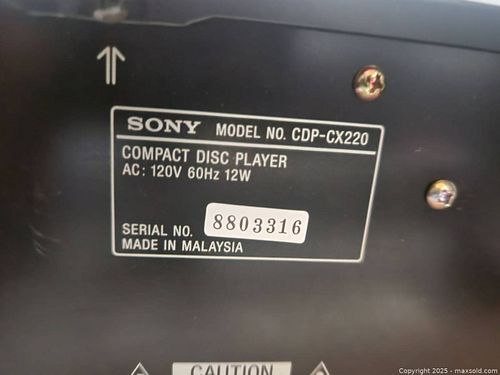 SONY MODEL NO. CDP-CX220
COMPACT DISC PLAYER
AC: 120V 60Hz 12W
SERIAL NO. 8803316
MADE IN MALAYSIA
CAUTION
Copyright © 2025 - maxsold.com